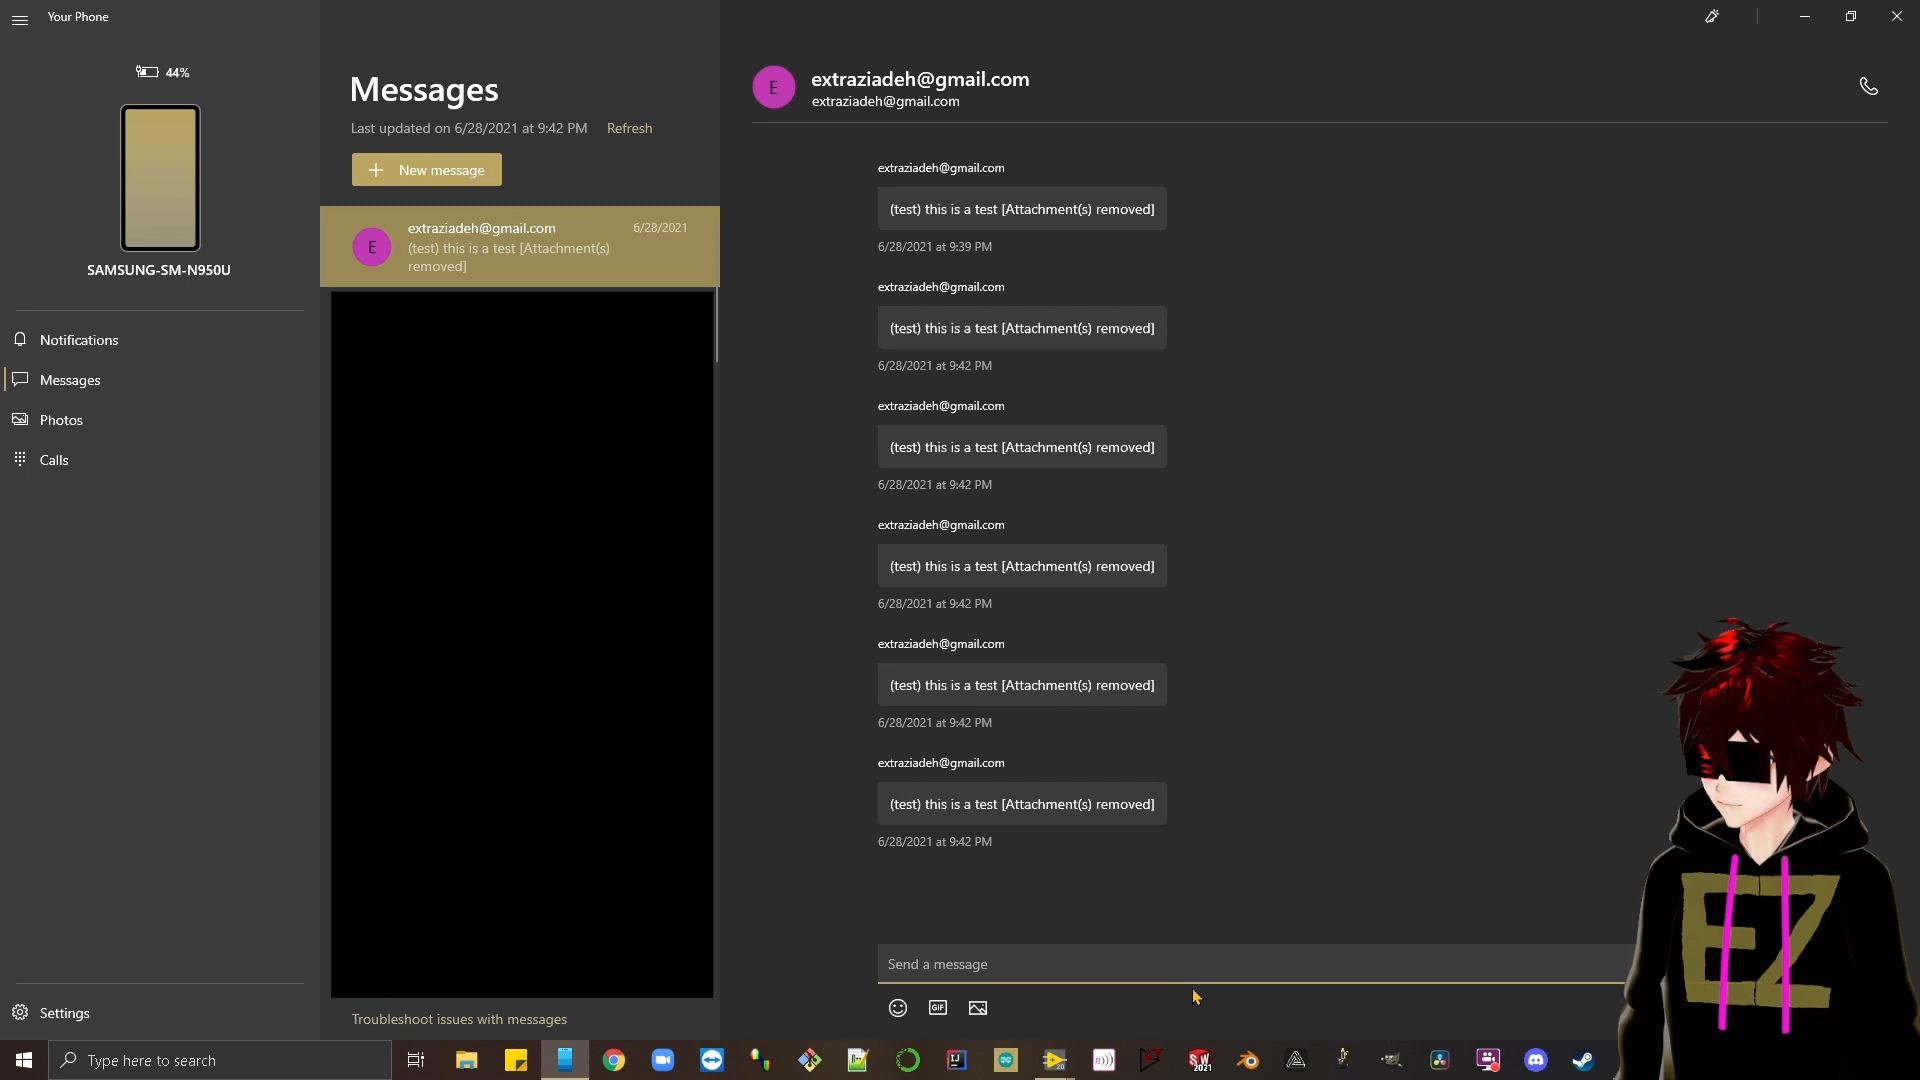 Your Phone
44%
SAMSUNG-SM-N950U
Notifications
Messages
Photos
Calls
Settings
Messages
Last updated on 6/28/2021 at 9:42 PM Refresh
New message
extraziadeh@gmail.com 6/28/2021
E
(test) this is a test [Attachment(s)
removed]
Troubleshoot issues with messages
E
extraziadeh@gmail.com
extraziadeh@gmail.com
extraziadeh@gmail.com
(test) this is a test [Attachment(s) removed]
6/28/2021 at 9:39 PM
extraziadeh@gmail.com
(test) this is a test [Attachment(s) removed]
6/28/2021 at 9:42 PM
extraziadeh@gmail.com
(test) this is a test [Attachment(s) removed]
6/28/2021 at 9:42 PM
extraziadeh@gmail.com
(test) this is a test [Attachment(s) removed]
6/28/2021 at 9:42 PM
extraziadeh@gmail.com
(test) this is a test [Attachment(s) removed]
6/28/2021 at 9:42 PM
extraziadeh@gmail.com
(test) this is a test [Attachment(s) removed]
6/28/2021 at 9:42 PM
Send a message
GIF
EZ
Type here to search
IJ
SW
2021